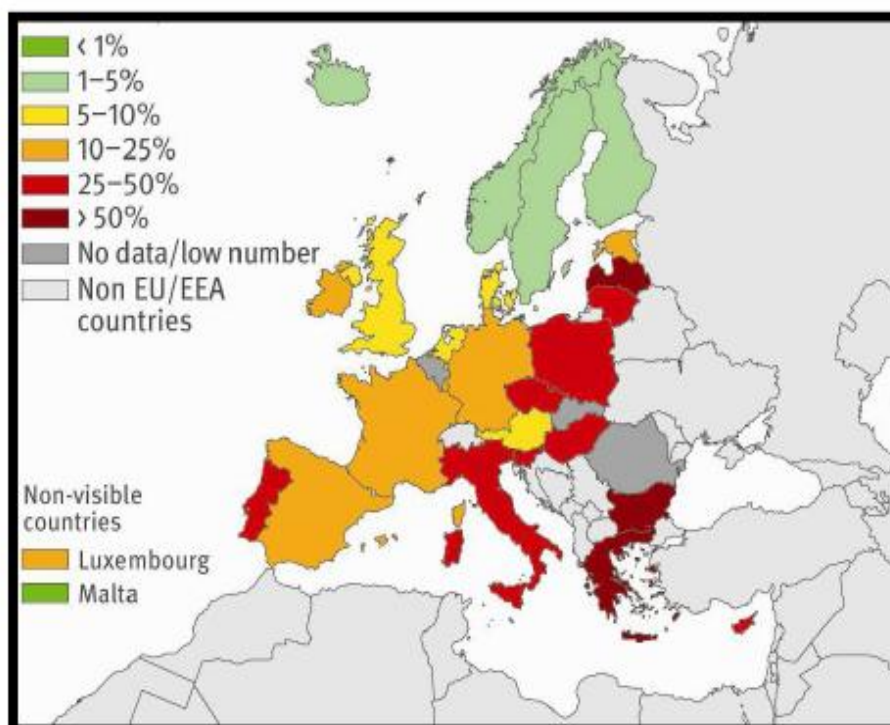 < 1%
1–5%
5–10%
10–25%
25–50%
> 50%
No data/low number
Non EU/EEA
countries
Non-visible
countries
Luxembourg
Malta